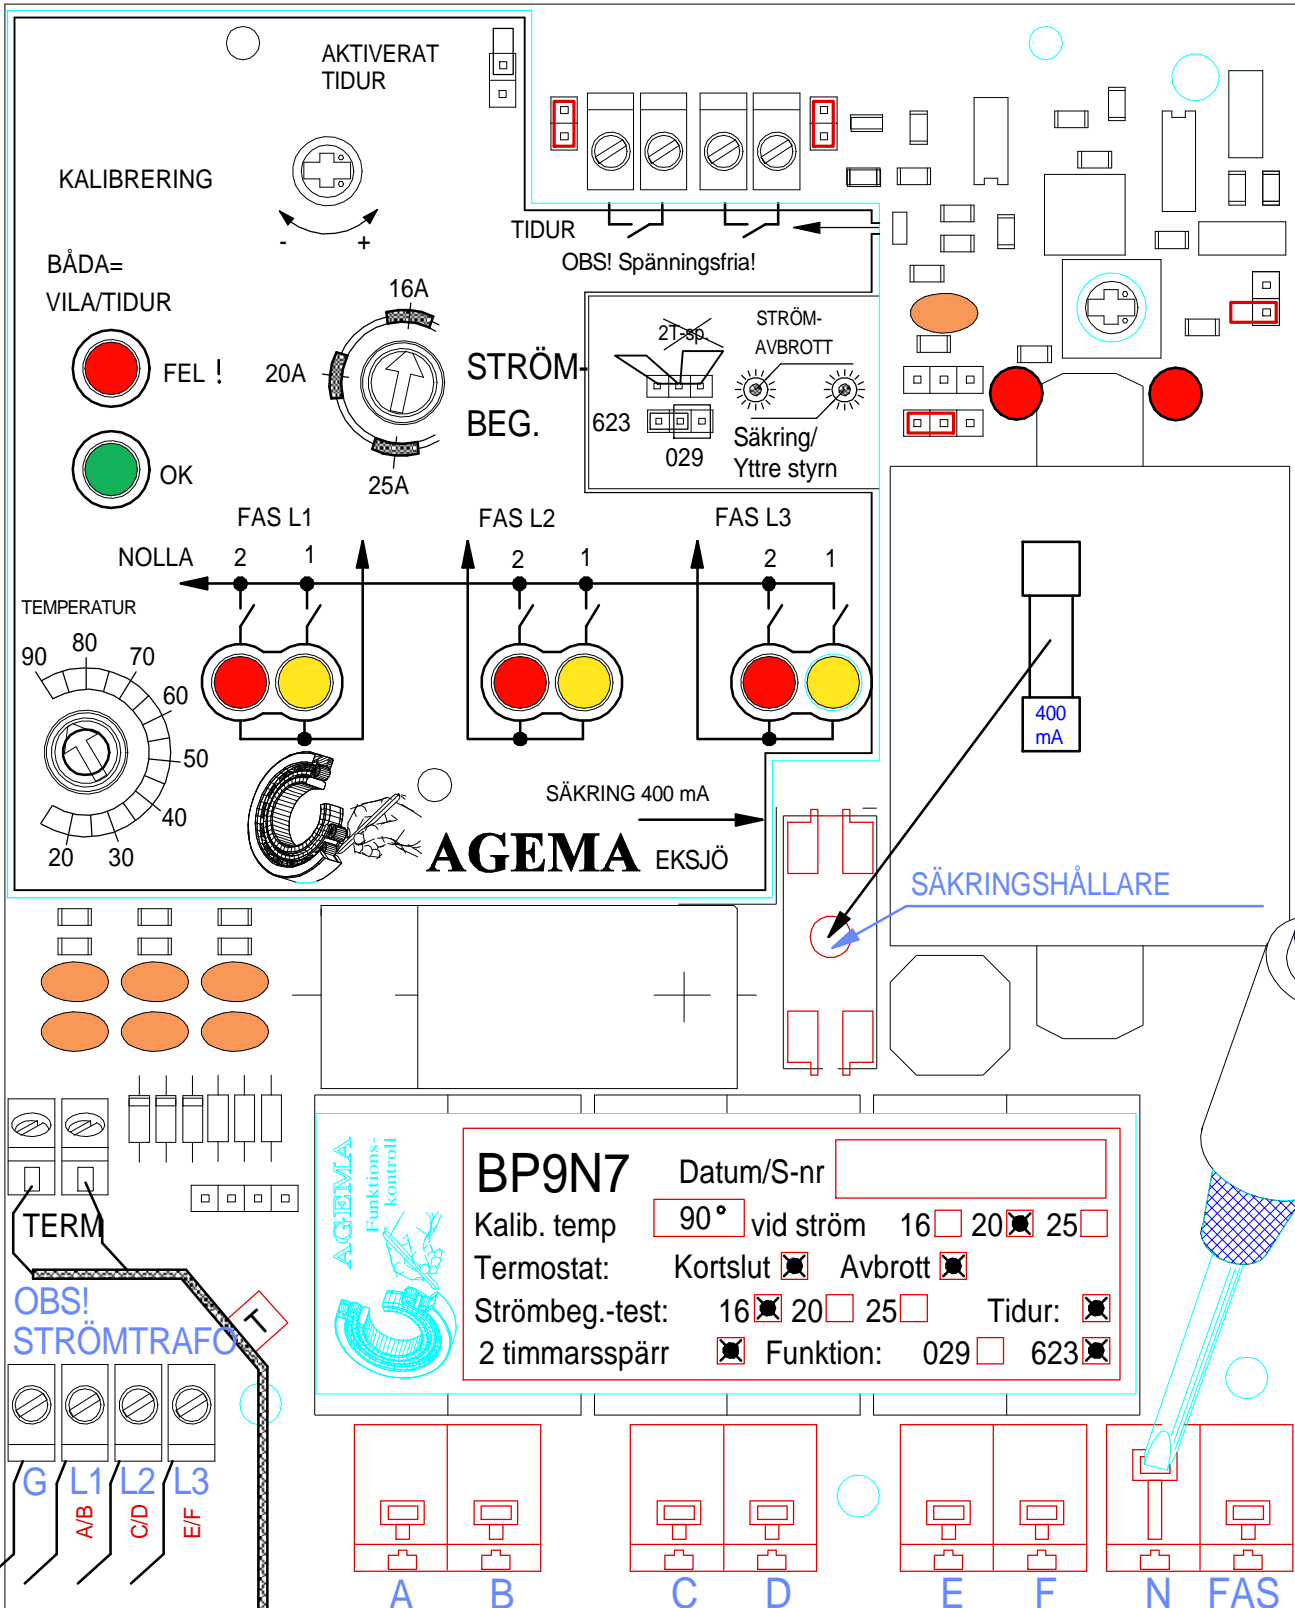 AKTIVERAT
TIDUR
KALIBRERING
- +
BÅDA=
VILA/TIDUR
FEL !
OK
16A
20A
25A
STRÖM-
BEG.
TIDUR
OBS! Spänningsfria!
2T-sp.
STRÖM-
AVBROTT
623
029
Säkring/
Yttre styrn
FAS L1
FAS L2
FAS L3
NOLLA
2 1
2 1
2 1
TEMPERATUR
90
80
70
60
50
40
30
20
SÄKRING 400 mA
AGEMA EKSJÖ
400
mA
SÄKRINGSHÅLLARE
TERM
OBS!
STRÖMTRAFO
T
G L1 L2 L3
A/B
C/D
E/F
AGEMA
Funktions-
kontroll
BP9N7 Datum/S-nr
Kalib. temp 90° vid ström 16 20 25
Termostat: Kortslut Avbrott
Strömbeg.-test: 16 20 25 Tidur:
2 timmarsspärr Funktion: 029 623
A B C D E F N FAS